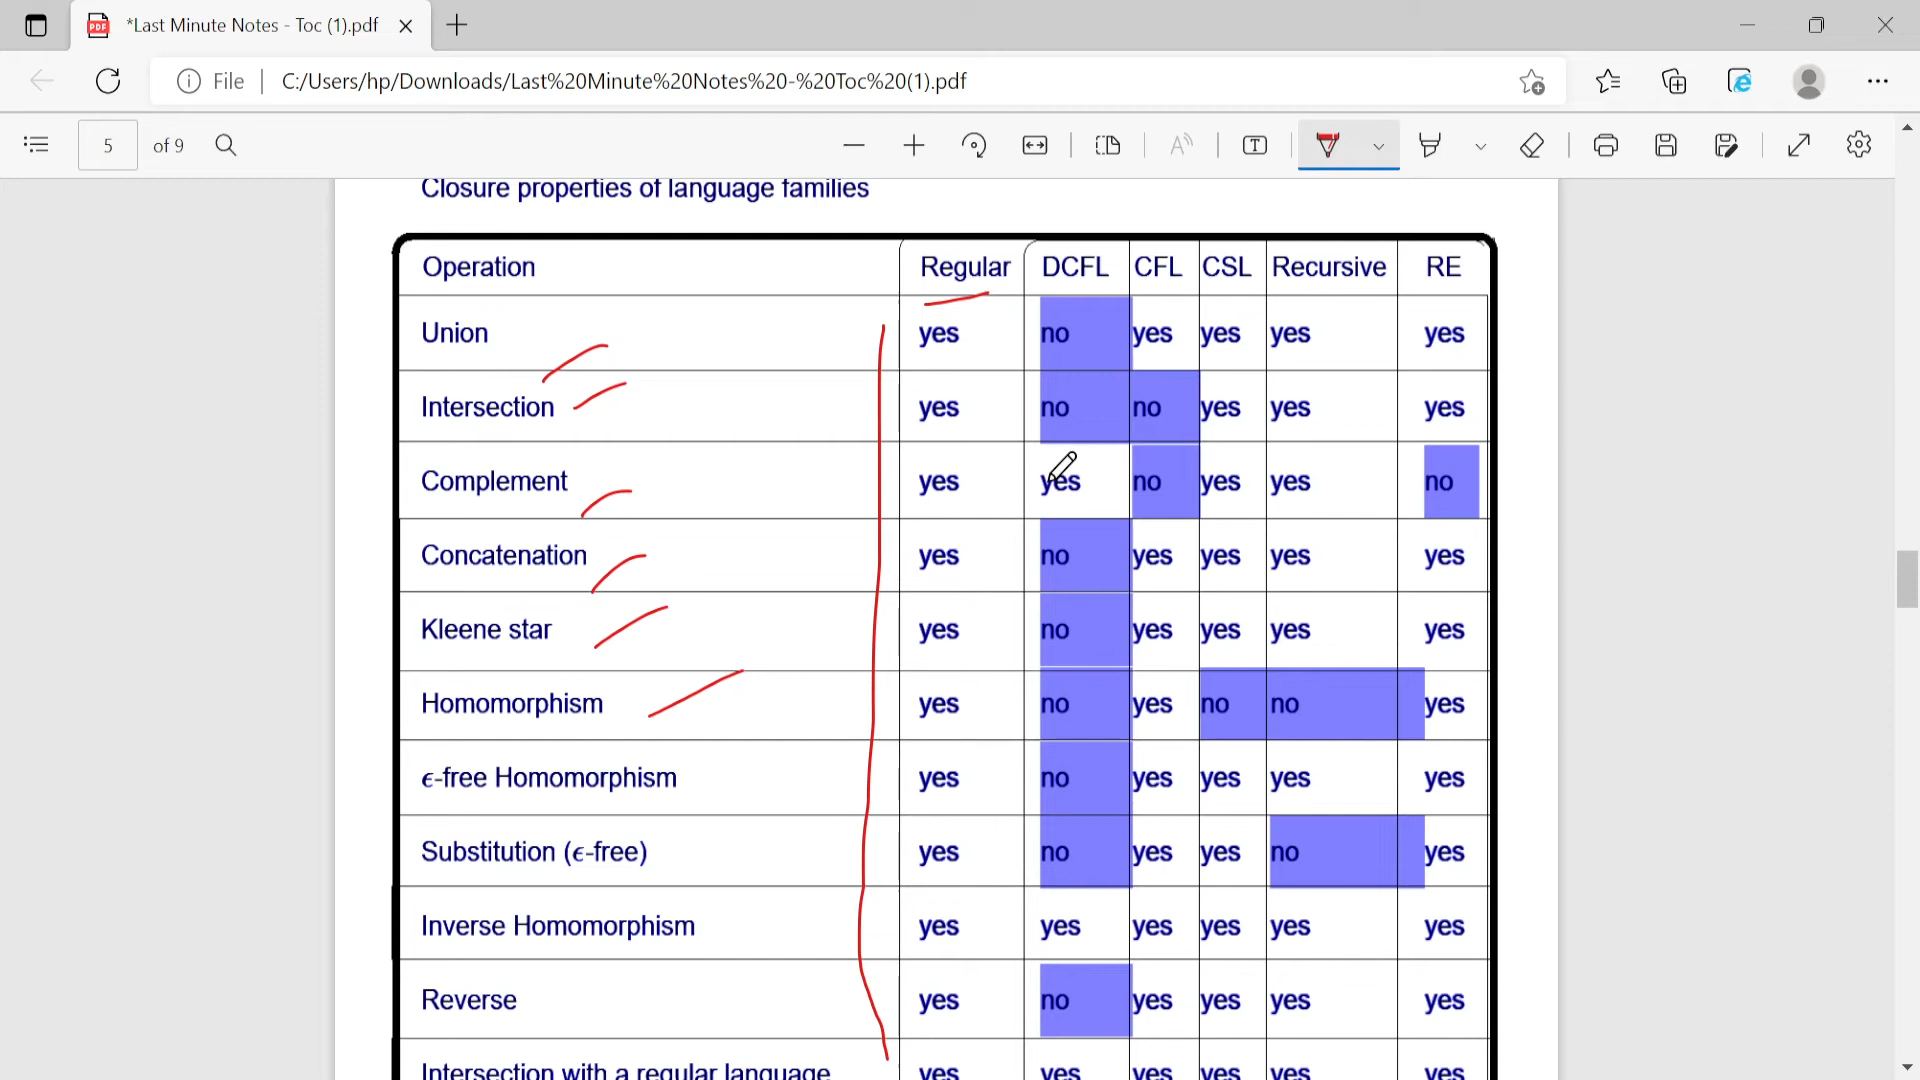 *Last Minute Notes - Toc (1).pdf
File C:/Users/hp/Downloads/Last%20Minute%20Notes%20-%20Toc%20(1).pdf
5 of 9
Closure properties of language families
Operation Regular DCFL CFL CSL Recursive RE
Union yes no yes yes yes yes
Intersection yes no no yes yes yes
Complement yes yes no yes yes no
Concatenation yes no yes yes yes yes
Kleene star yes no yes yes yes yes
Homomorphism yes no yes no no yes
ϵ-free Homomorphism yes no yes yes yes yes
Substitution (ϵ-free) yes no yes yes no yes
Inverse Homomorphism yes yes yes yes yes yes
Reverse yes no yes yes yes yes
Intersection with a regular language yes yes yes yes yes yes